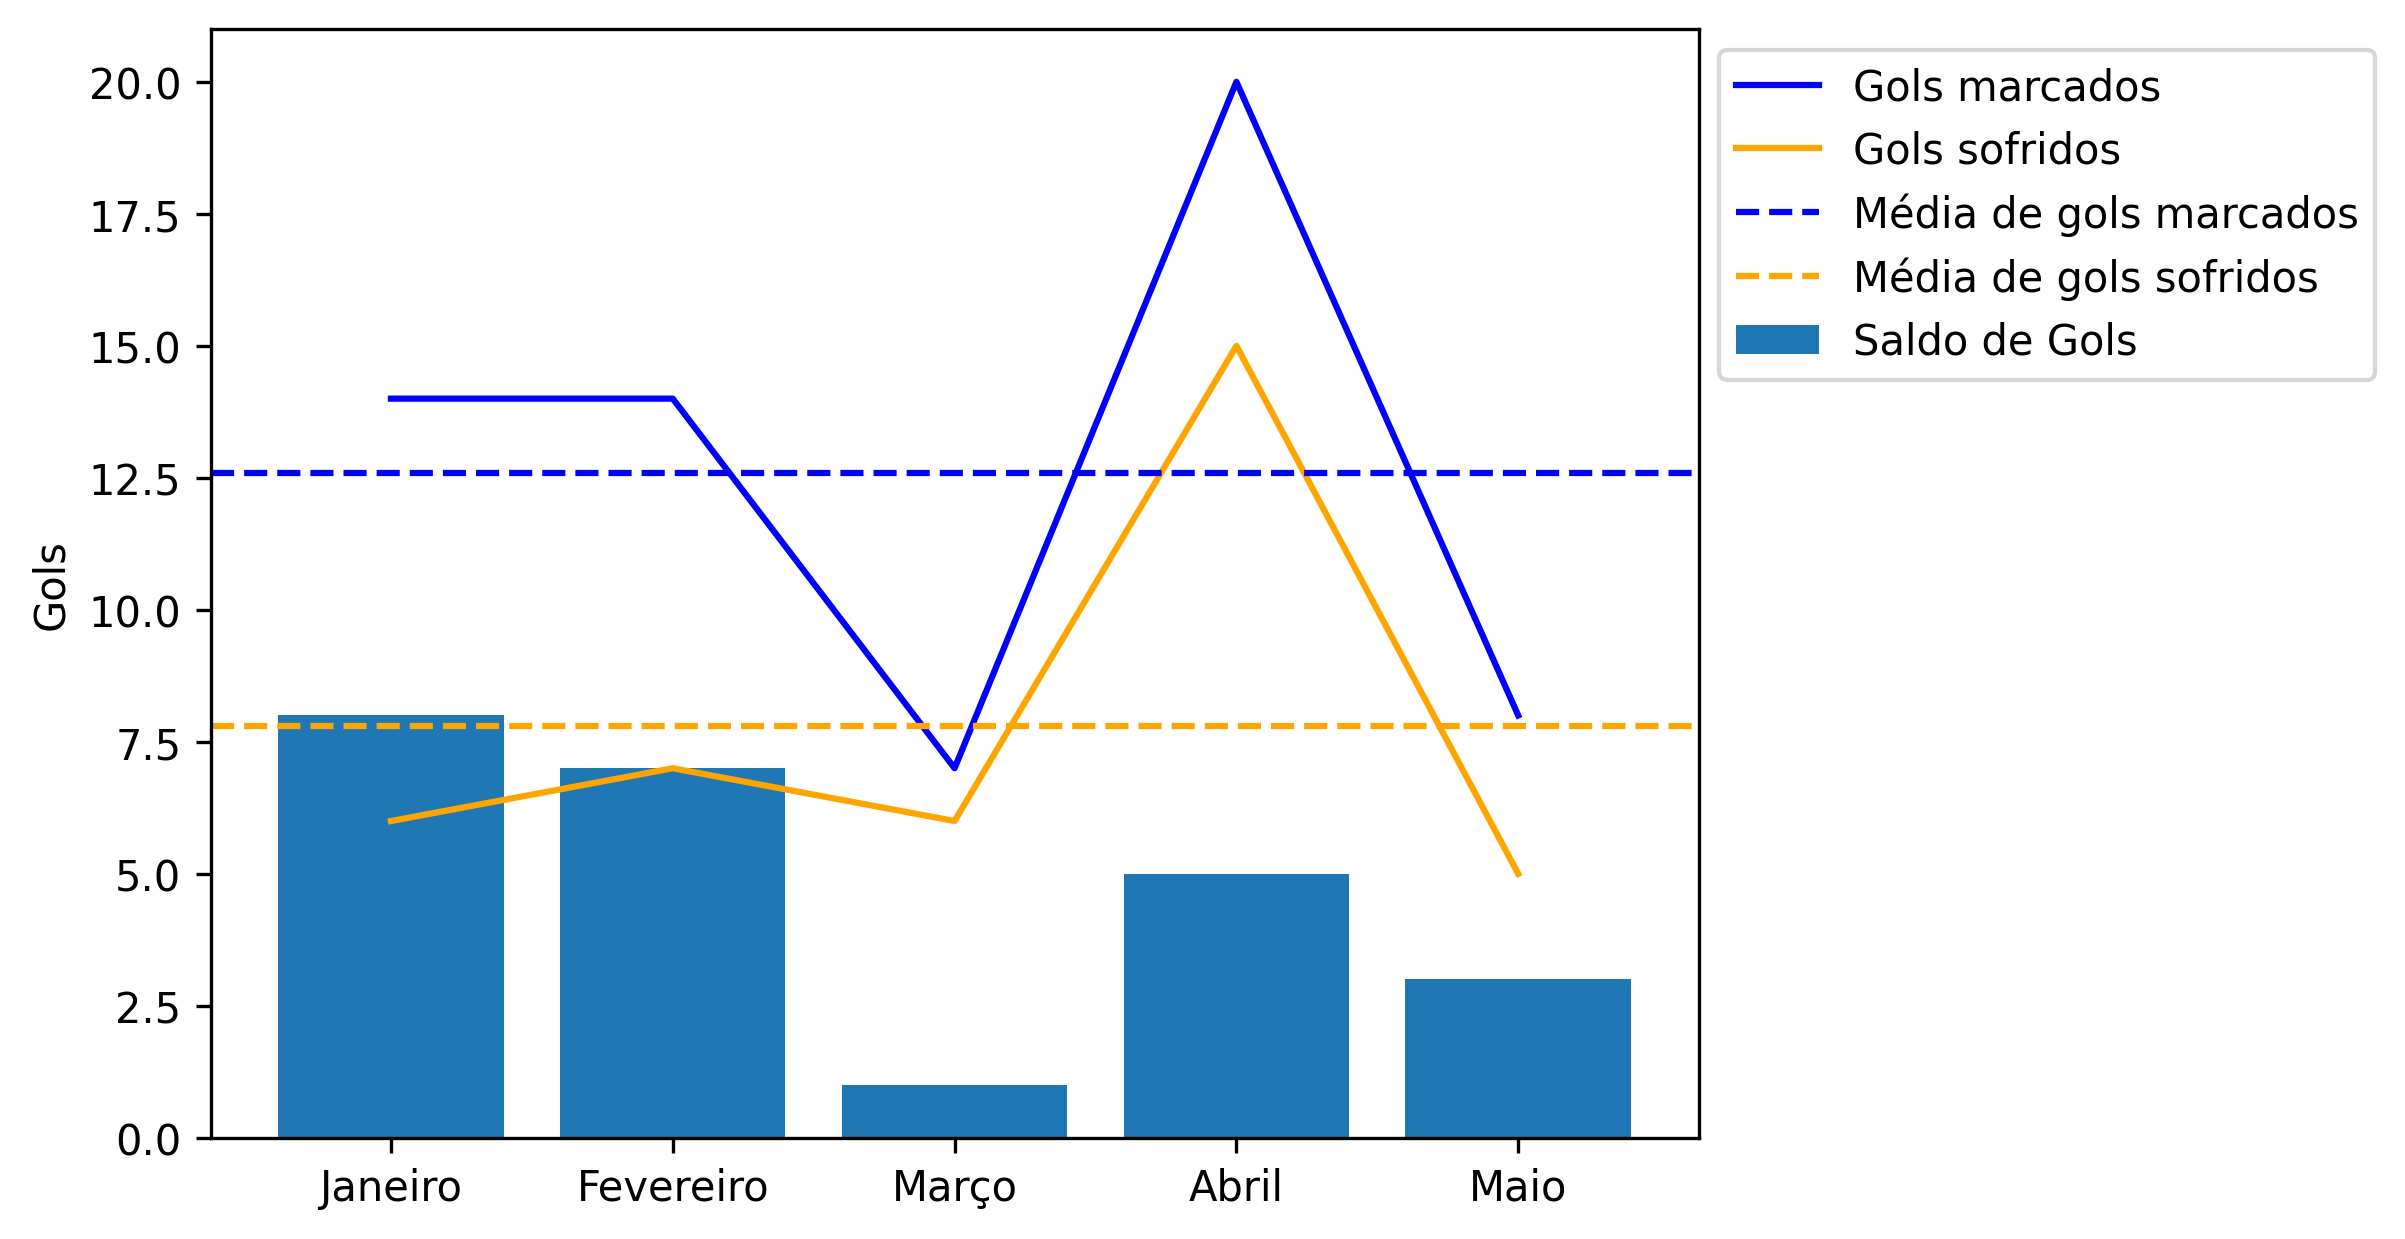 Gols marcados
Gols sofridos
Média de gols marcados
Média de gols sofridos
Saldo de Gols
Gols
20.0
17.5
15.0
12.5
10.0
7.5
5.0
2.5
0.0
Janeiro Fevereiro Março Abril Maio